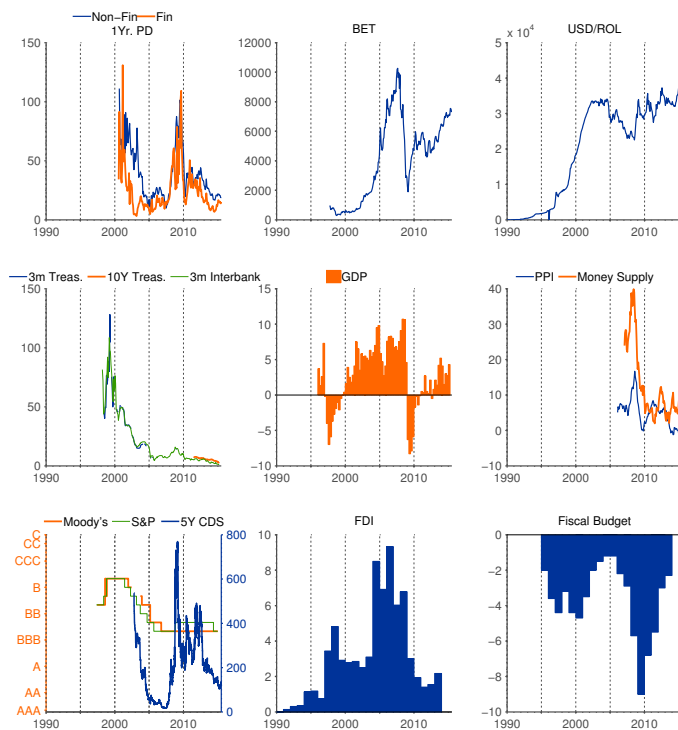 Non−Fin Fin
1Yr. PD
150
100
50
0
1990 2000 2010
BET
12000
10000
8000
6000
4000
2000
0
1990 2000 2010
USD/ROL
x 10^4
5
4
3
2
1
0
1990 2000 2010
3m Treas. 10Y Treas. 3m Interbank
150
100
50
0
1990 2000 2010
GDP
15
10
5
0
−5
−10
1990 2000 2010
PPI Money Supply
40
30
20
10
0
−10
1990 2000 2010
Moody's S&P 5Y CDS
C
CC
CCC
B
BB
BBB
A
AA
AAA
800
600
400
200
0
1990 2000 2010
FDI
10
8
6
4
2
0
1990 2000 2010
Fiscal Budget
0
−2
−4
−6
−8
−10
1990 2000 2010